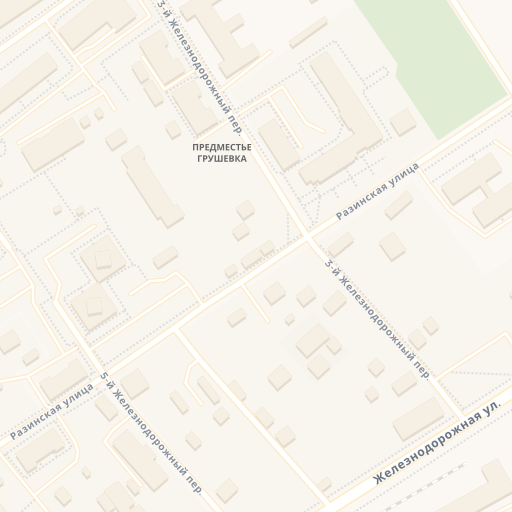 3-й Железнодорожный пер.
ПРЕДМЕСТЬЕ
ГРУШЕВКА
Разинская улица
3-й Железнодорожный пер.
Разинская улица
5-й Железнодорожный пер.
Железнодорожная ул.